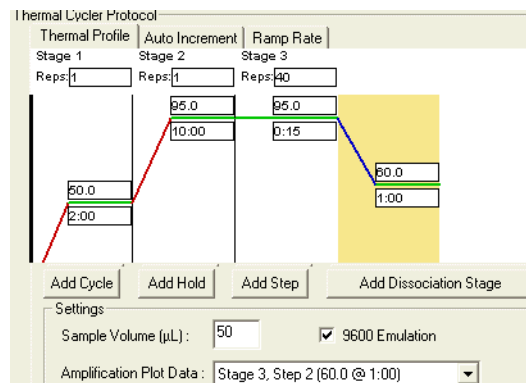 Thermal Cycler Protocol
Thermal Profile Auto Increment Ramp Rate
Stage 1 Stage 2 Stage 3
Reps: 1 Reps: 1 Reps: 40
95.0 95.0
10:00 0:15
60.0
1:00
50.0
2:00
Add Cycle Add Hold Add Step Add Dissociation Stage
Settings
Sample Volume (µL) : 50 9600 Emulation
Amplification Plot Data : Stage 3, Step 2 (60.0 @ 1:00)